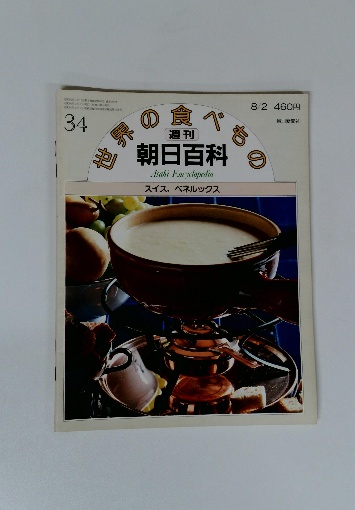 34
8/2 460円
世界の食べもの
週刊
朝日百科
Asahi Encyclopedia
スイス，ベネルックス